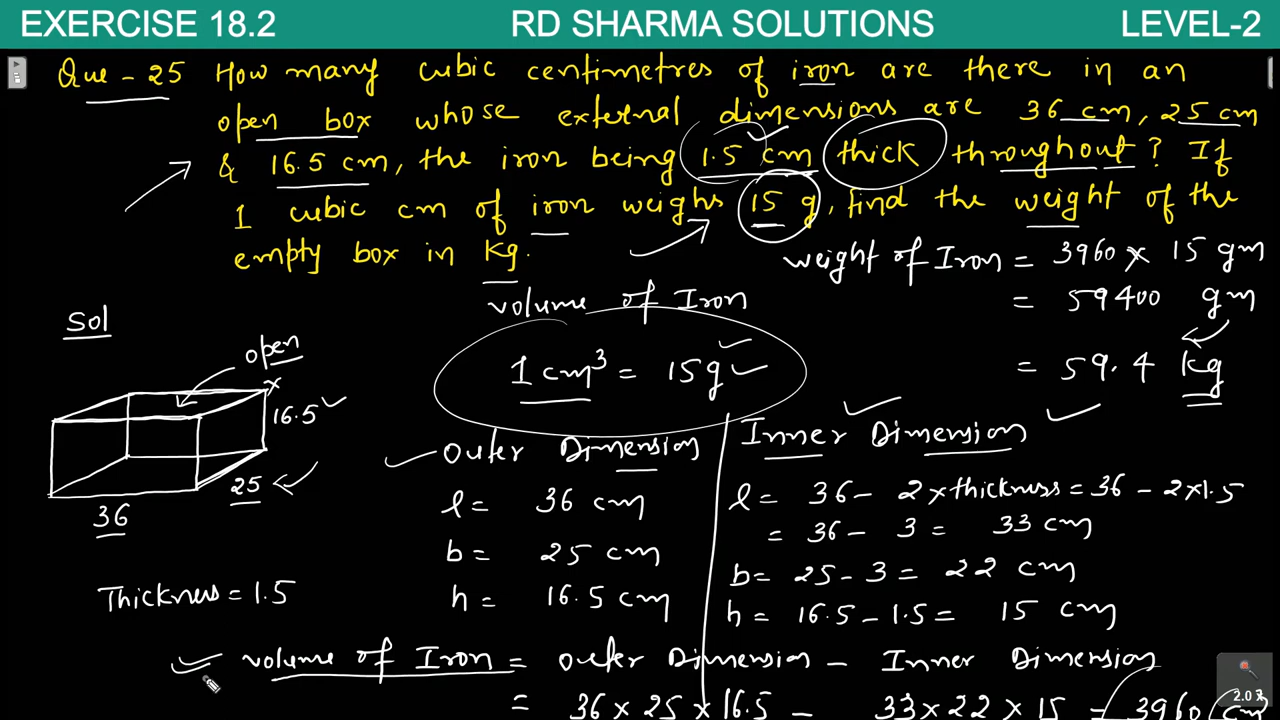 EXERCISE 18.2 RD SHARMA SOLUTIONS LEVEL-2
Que - 25 How many cubic centimetres of iron are there in an
open box whose external dimensions are 36 cm, 25 cm
& 16.5 cm, the iron being 1.5 cm thick throughout? If
1 cubic cm of iron weighs 15 g, find the weight of the
empty box in kg.
weight of Iron = 3960 x 15 gm
= 59400 gm
= 59.4 kg
volume of Iron
1 cm³ = 15g
Sol
open
x
16.5
25
36
Thickness = 1.5
Outer Dimension
l = 36 cm
b = 25 cm
h = 16.5 cm
Inner Dimension
l = 36 - 2 x thickness = 36 - 2x1.5
= 36 - 3 = 33 cm
b = 25 - 3 = 22 cm
h = 16.5 - 1.5 = 15 cm
volume of Iron = Outer Dimension - Inner Dimension
= 36 x 25 x 16.5 - 33 x 22 x 15 = 3960 cm